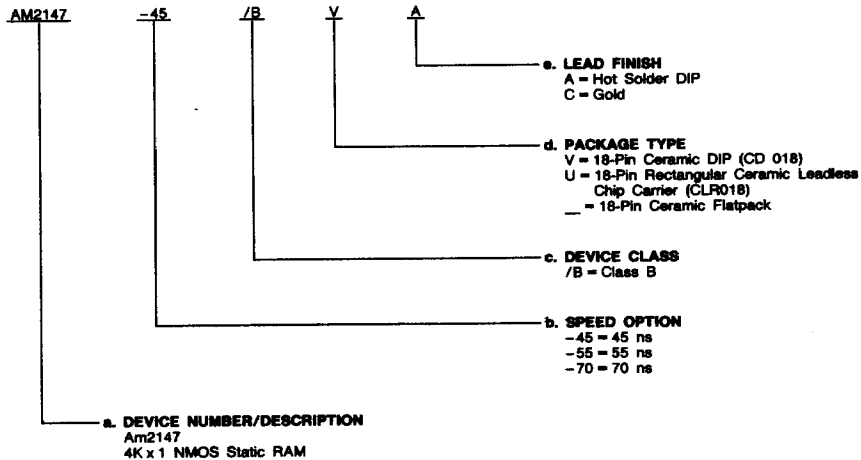 AM2147 -45 /B V A
e. LEAD FINISH
A = Hot Solder DIP
C = Gold
d. PACKAGE TYPE
V = 18-Pin Ceramic DIP (CD 018)
U = 18-Pin Rectangular Ceramic Leadless
Chip Carrier (CLR018)
__ = 18-Pin Ceramic Flatpack
c. DEVICE CLASS
/B = Class B
b. SPEED OPTION
-45 = 45 ns
-55 = 55 ns
-70 = 70 ns
a. DEVICE NUMBER/DESCRIPTION
Am2147
4K x 1 NMOS Static RAM